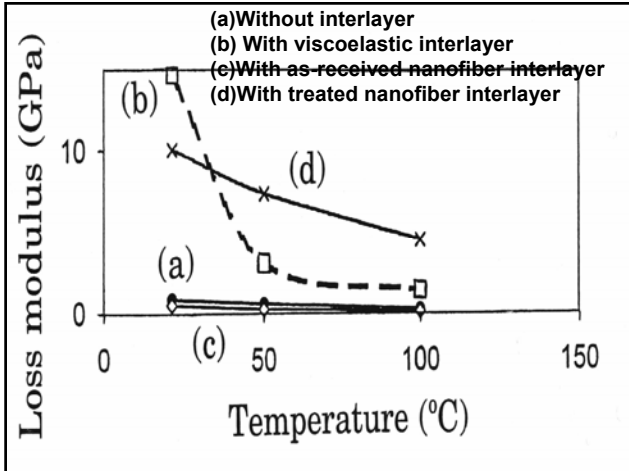 (a)Without interlayer
(b) With viscoelastic interlayer
(c)With as-received nanofiber interlayer
(d)With treated nanofiber interlayer
(b)
(d)
(a)
(c)
10
0
0
50
100
150
Loss modulus (GPa)
Temperature (⁰C)